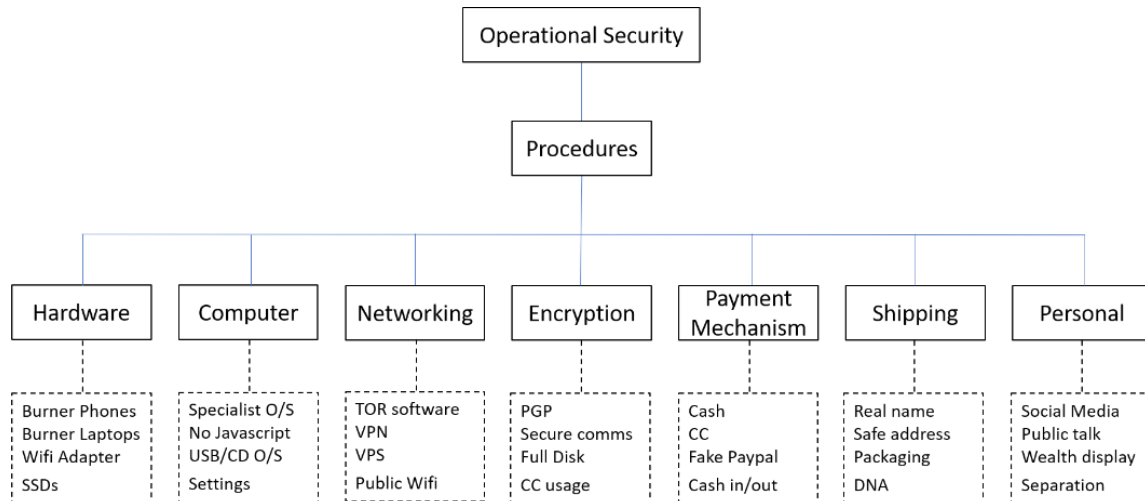 Operational Security
Procedures
Hardware
Computer
Networking
Encryption
Payment
Mechanism
Shipping
Personal
Burner Phones
Burner Laptops
Wifi Adapter
SSDs
Specialist O/S
No Javascript
USB/CD O/S
Settings
TOR software
VPN
VPS
Public Wifi
PGP
Secure comms
Full Disk
CC usage
Cash
CC
Fake Paypal
Cash in/out
Real name
Safe address
Packaging
DNA
Social Media
Public talk
Wealth display
Separation